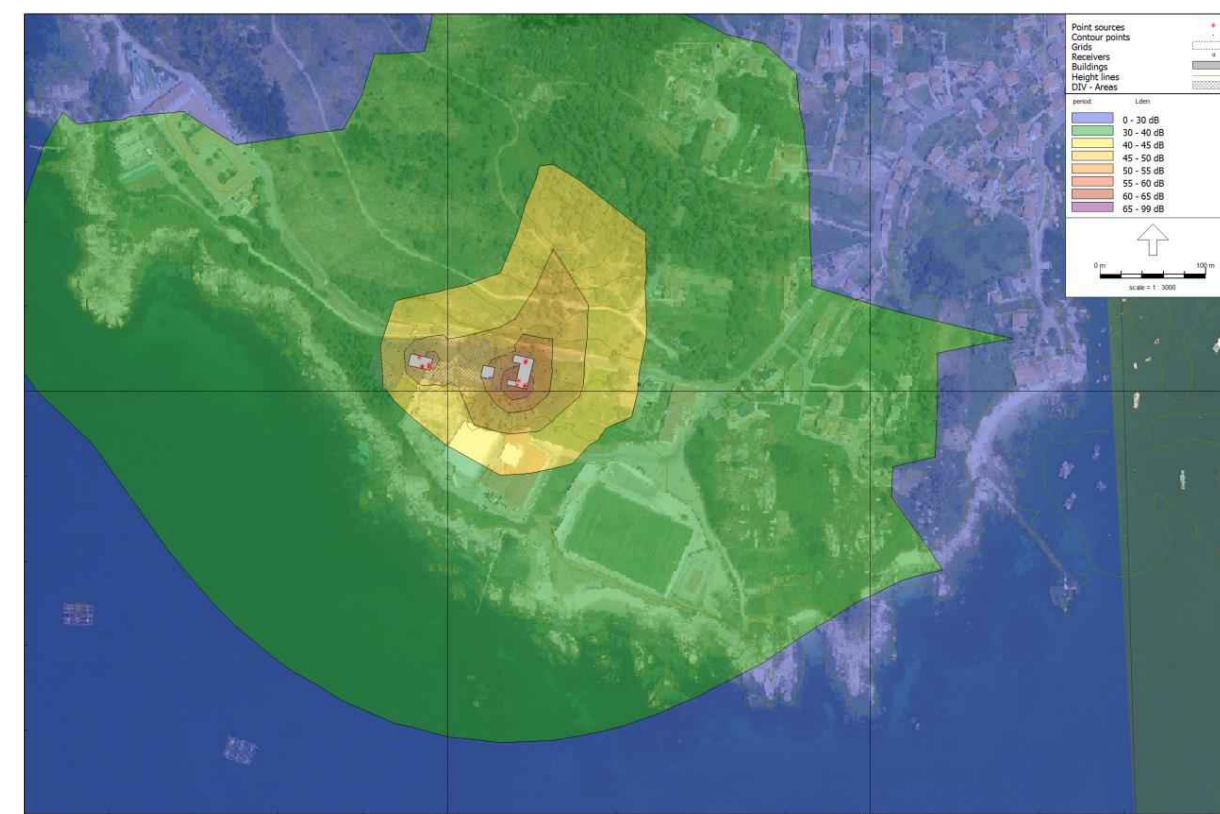 Point sources
Contour points
Grids
Receivers
Buildings
Height lines
DIV - Areas
period: Lden
0 - 30 dB
30 - 40 dB
40 - 45 dB
45 - 50 dB
50 - 55 dB
55 - 60 dB
60 - 65 dB
65 - 99 dB
0 m 100 m
scale = 1 : 3000